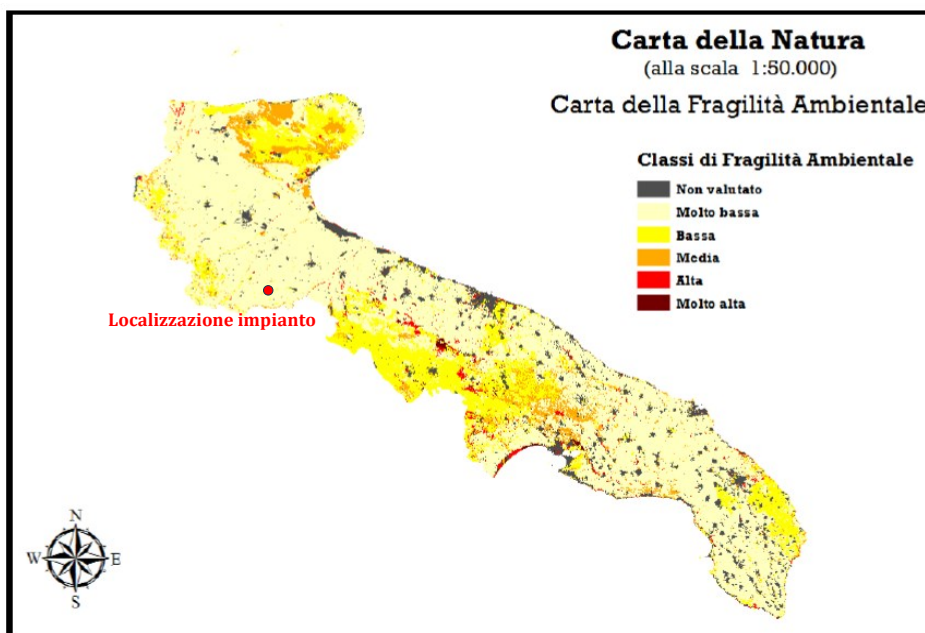 Carta della Natura
(alla scala 1:50.000)
Carta della Fragilità Ambientale
Classi di Fragilità Ambientale
Non valutato
Molto bassa
Bassa
Media
Alta
Molto alta
Localizzazione impianto
N
W E
S